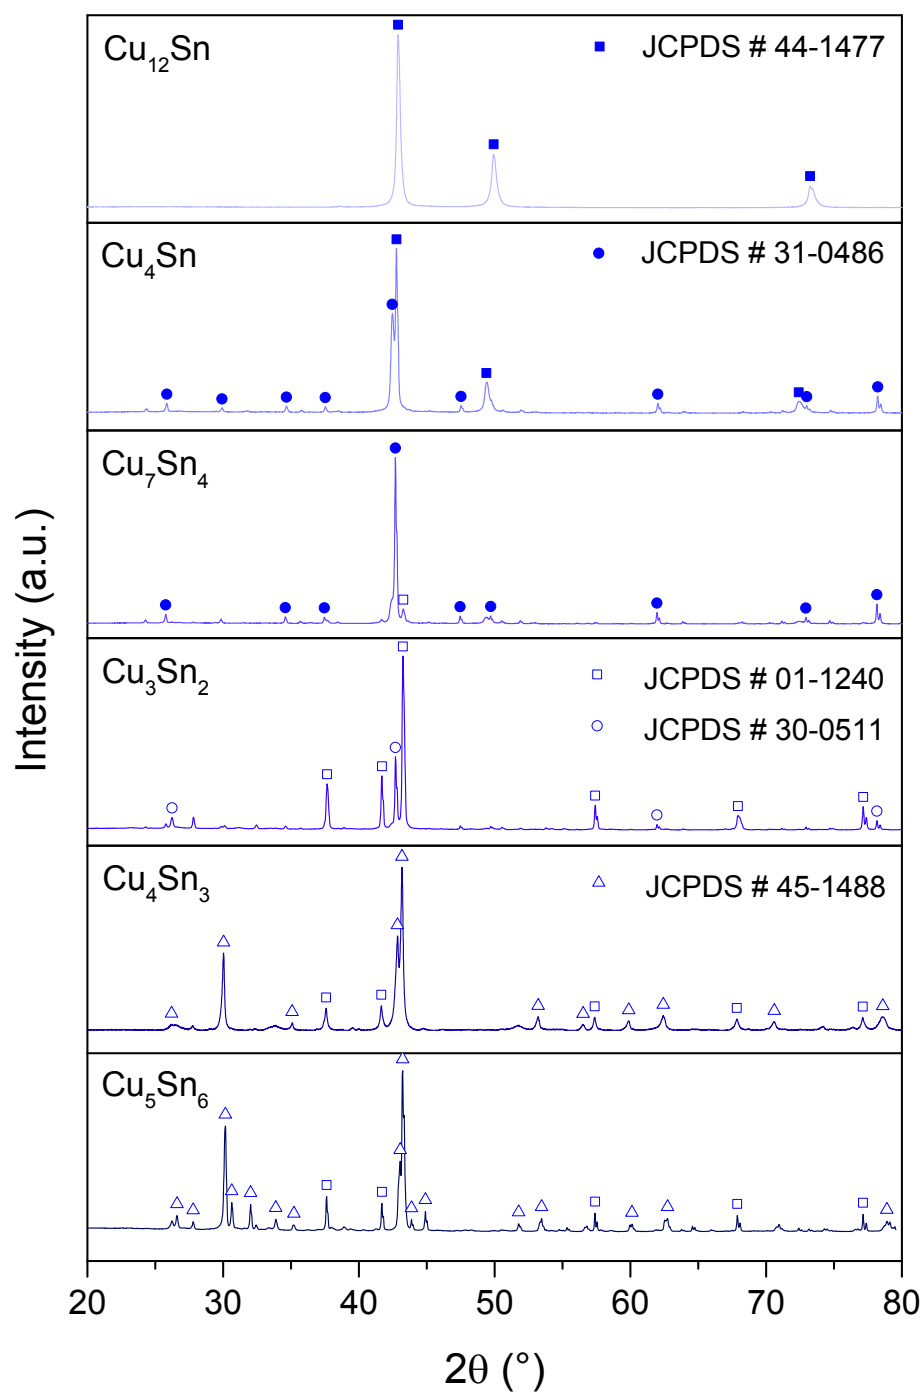 Cu₁₂Sn
■ JCPDS # 44-1477
Cu₄Sn
● JCPDS # 31-0486
Cu₇Sn₄
Cu₃Sn₂
□ JCPDS # 01-1240
○ JCPDS # 30-0511
Cu₄Sn₃
△ JCPDS # 45-1488
Cu₅Sn₆
Intensity (a.u.)
20 30 40 50 60 70 80
2θ (°)